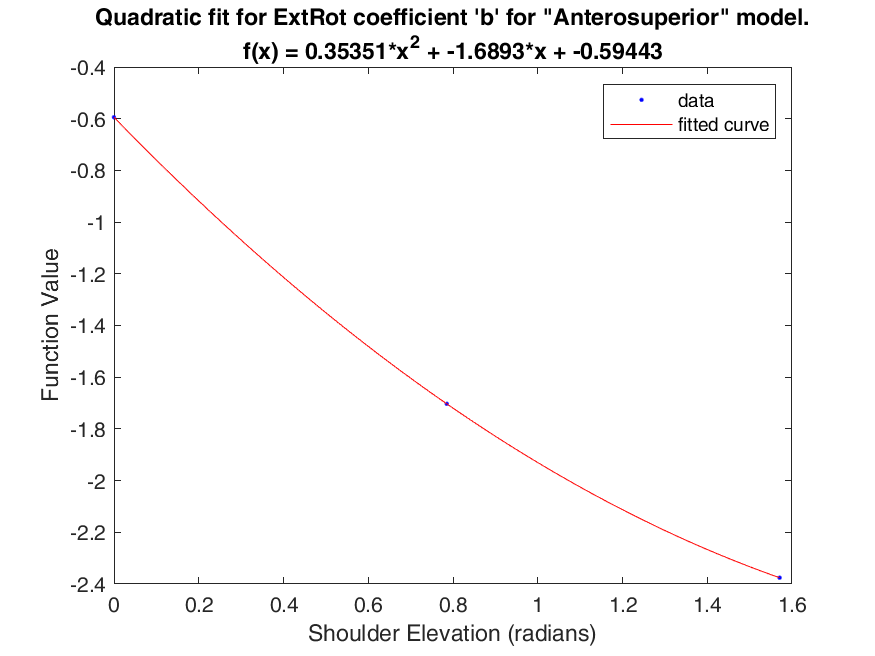 Quadratic fit for ExtRot coefficient 'b' for "Anterosuperior" model.
f(x) = 0.35351*x^2 + -1.6893*x + -0.59443
data
fitted curve
Function Value
-0.4
-0.6
-0.8
-1
-1.2
-1.4
-1.6
-1.8
-2
-2.2
-2.4
0 0.2 0.4 0.6 0.8 1 1.2 1.4 1.6
Shoulder Elevation (radians)